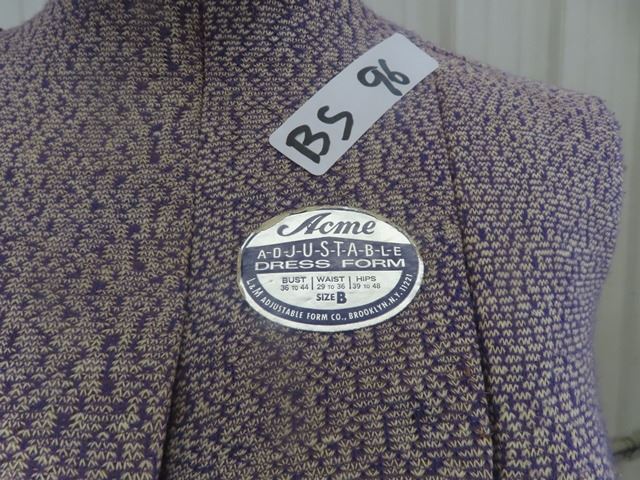 BS 96
Acme
A-D-J-U-S-T-A-B-L-E
DRESS FORM
BUST | WAIST | HIPS
36 TO 44 | 29 TO 36 | 39 TO 48
SIZE B
L&M ADJUSTABLE FORM CO., BROOKLYN, N.Y. 11221